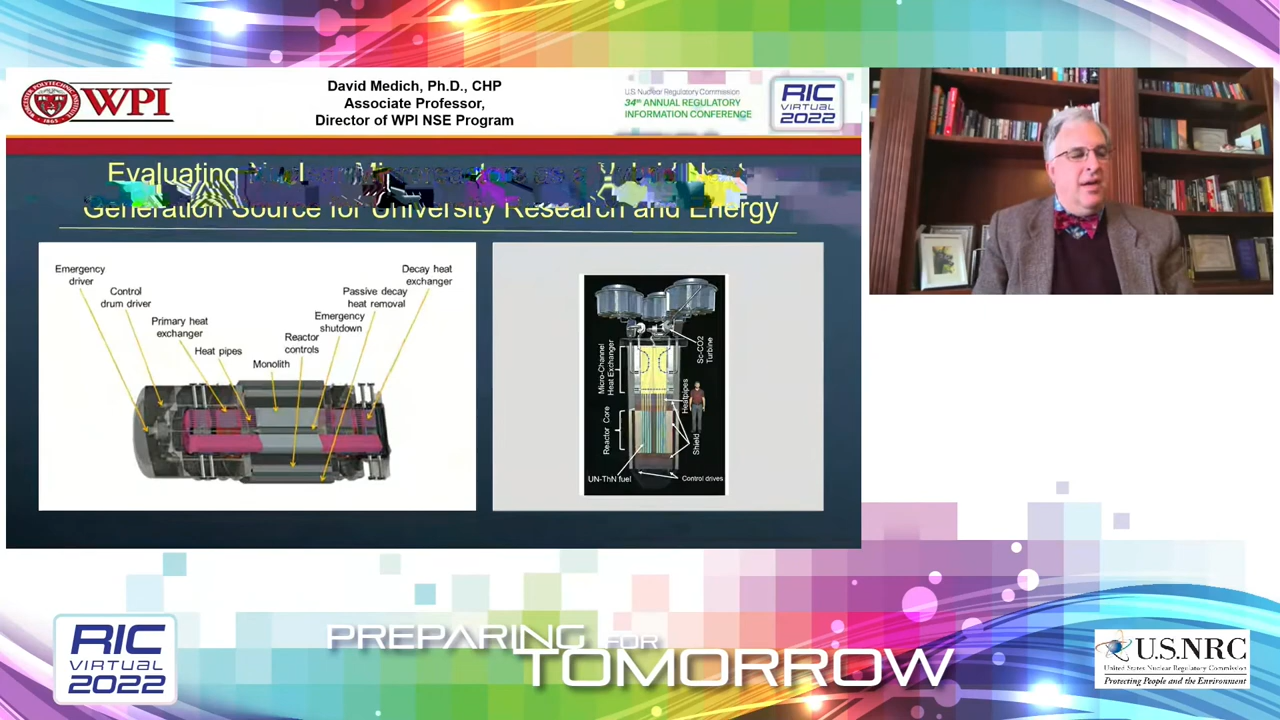 WPI
David Medich, Ph.D., CHP
Associate Professor,
Director of WPI NSE Program
U.S. Nuclear Regulatory Commission
34th ANNUAL REGULATORY
INFORMATION CONFERENCE
RIC
VIRTUAL
2022
Evaluating
Generation Source for University Research and Energy
Emergency
driver
Control
drum driver
Primary heat
exchanger
Heat pipes
Monolith
Reactor
controls
Emergency
shutdown
Passive decay
heat removal
Decay heat
exchanger
Micro-Channel
Heat Exchanger
Sc-CO2
Turbine
Heatpipes
Reactor Core
Shield
UN-ThN fuel
Control drives
RIC
VIRTUAL
2022
PREPARING FOR
TOMORROW
U.S.NRC
United States Nuclear Regulatory Commission
Protecting People and the Environment